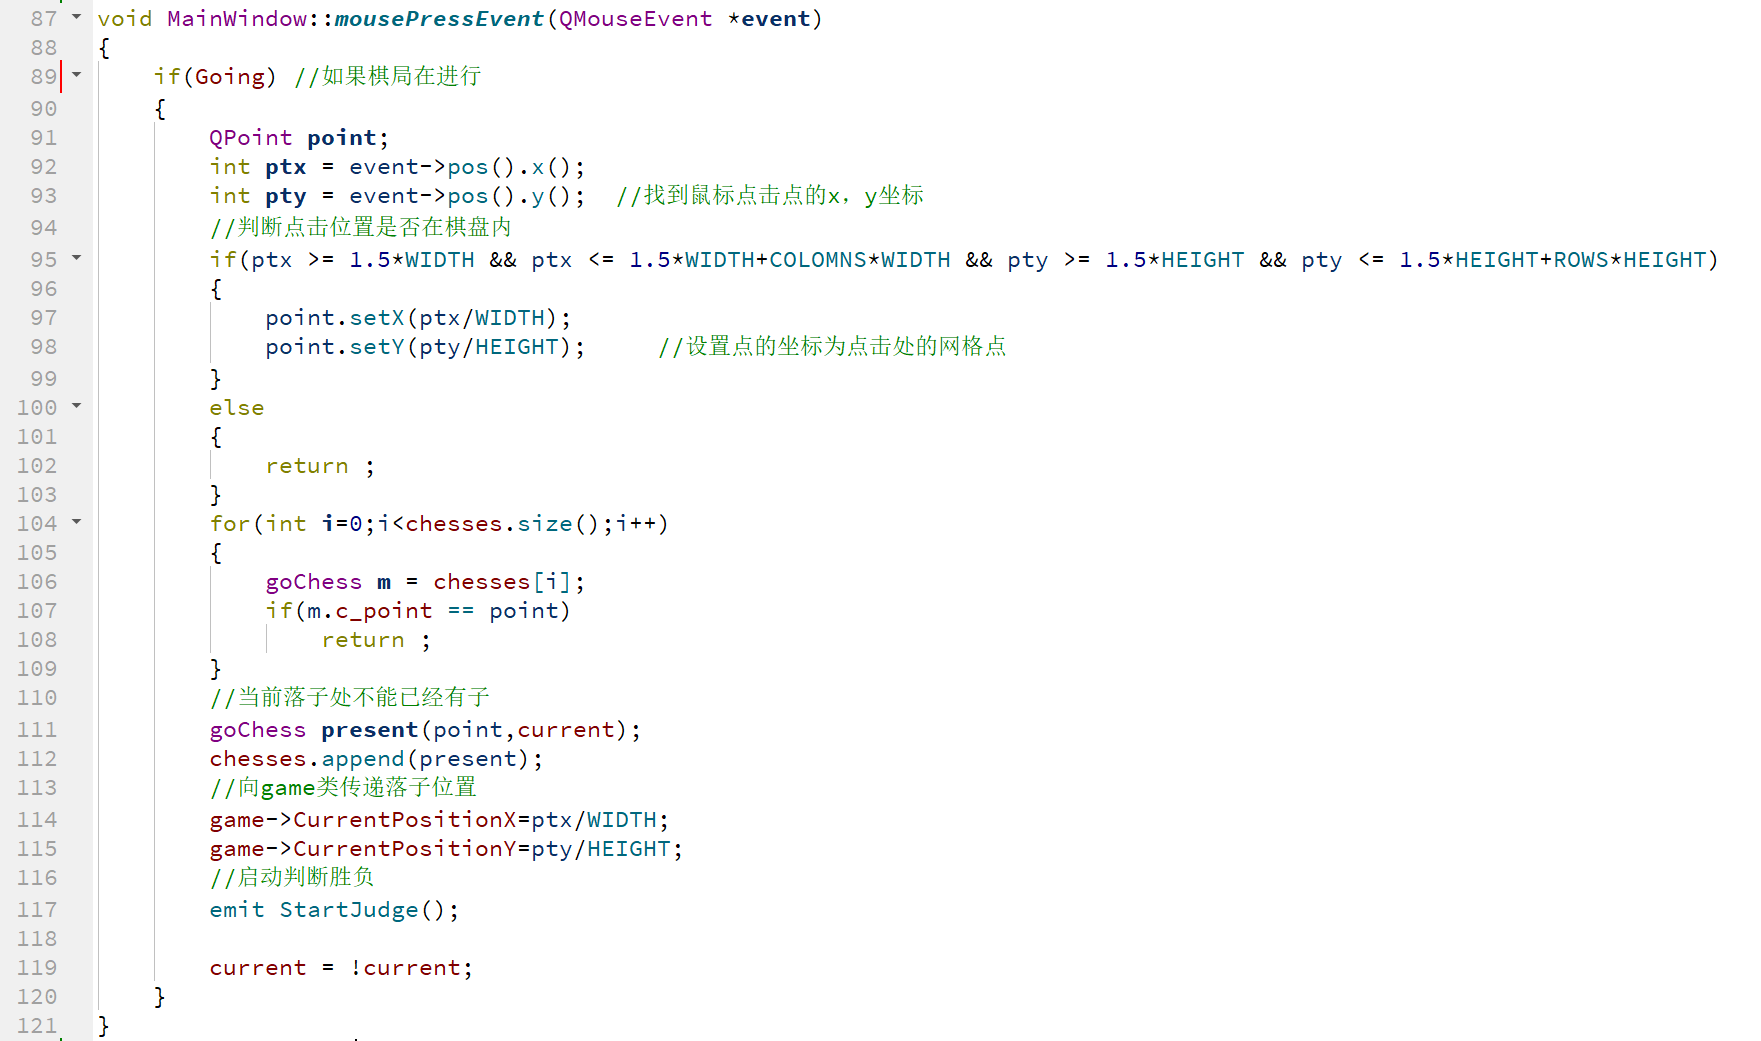 87 void MainWindow::mousePressEvent(QMouseEvent *event)
88 {
89     if(Going) //如果棋局在进行
90     {
91         QPoint point;
92         int ptx = event->pos().x();
93         int pty = event->pos().y();  //找到鼠标点击点的x，y坐标
94         //判断点击位置是否在棋盘内
95         if(ptx >= 1.5*WIDTH && ptx <= 1.5*WIDTH+COLOMNS*WIDTH && pty >= 1.5*HEIGHT && pty <= 1.5*HEIGHT+ROWS*HEIGHT)
96         {
97             point.setX(ptx/WIDTH);
98             point.setY(pty/HEIGHT);     //设置点的坐标为点击处的网格点
99         }
100         else
101         {
102             return ;
103         }
104         for(int i=0;i<chesses.size();i++)
105         {
106             goChess m = chesses[i];
107             if(m.c_point == point)
108                 return ;
109         }
110         //当前落子处不能已经有子
111         goChess present(point,current);
112         chesses.append(present);
113         //向game类传递落子位置
114         game->CurrentPositionX=ptx/WIDTH;
115         game->CurrentPositionY=pty/HEIGHT;
116         //启动判断胜负
117         emit StartJudge();
118
119         current = !current;
120     }
121 }